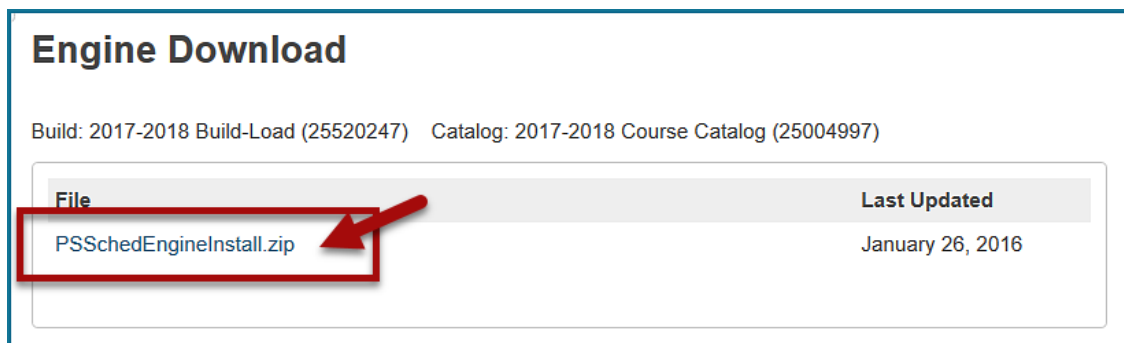 Engine Download
Build: 2017-2018 Build-Load (25520247) Catalog: 2017-2018 Course Catalog (25004997)
File Last Updated
PSSchedEngineInstall.zip January 26, 2016